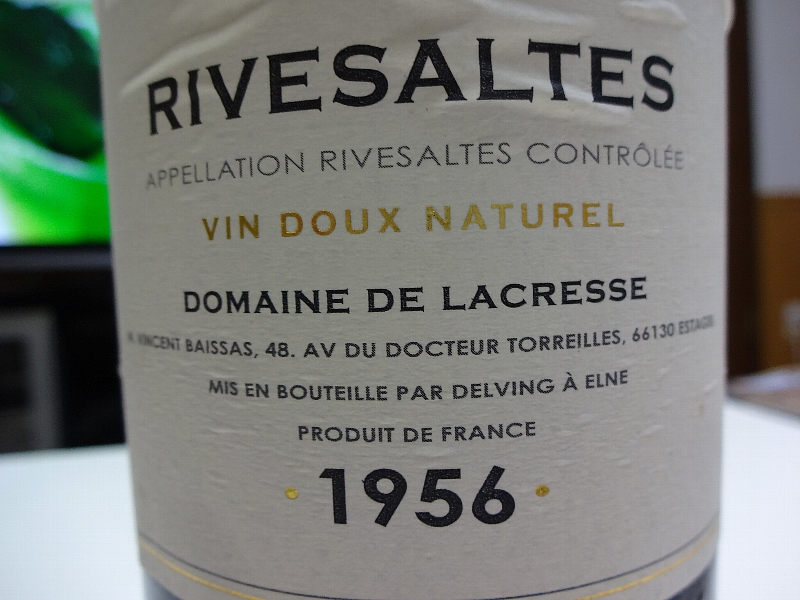 RIVESALTES
APPELLATION RIVESALTES CONTRÔLÉE
VIN DOUX NATUREL
DOMAINE DE LACRESSE
VINCENT BAISSAS, 48. AV DU DOCTEUR TORREILLES, 66130
MIS EN BOUTEILLE PAR DELVING À ELNE
PRODUIT DE FRANCE
• 1956 •